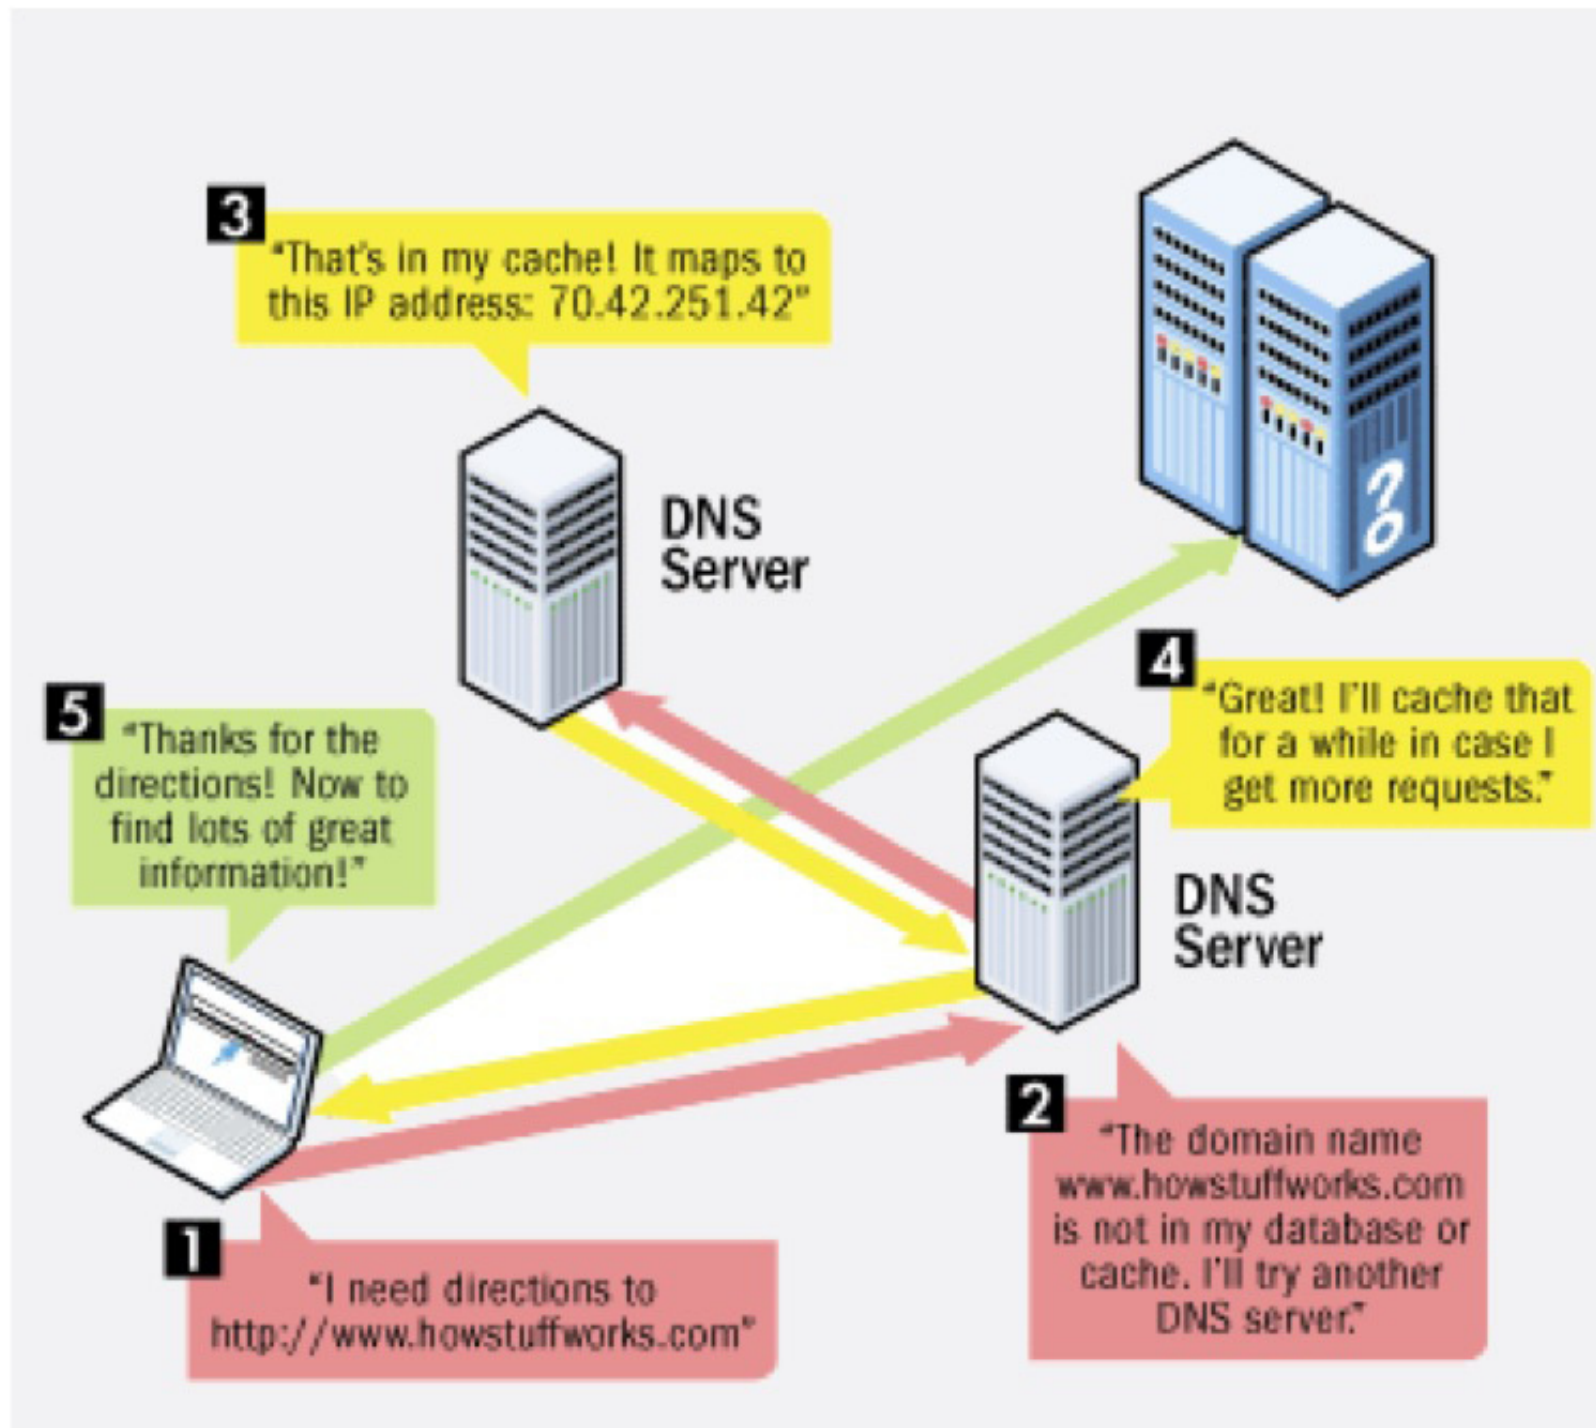 3
"That's in my cache! It maps to
this IP address: 70.42.251.42"
DNS
Server
4
"Great! I'll cache that
for a while in case I
get more requests."
5
"Thanks for the
directions! Now to
find lots of great
information!"
DNS
Server
2
"The domain name
www.howstuffworks.com
is not in my database or
cache. I'll try another
DNS server."
1
"I need directions to
http://www.howstuffworks.com"